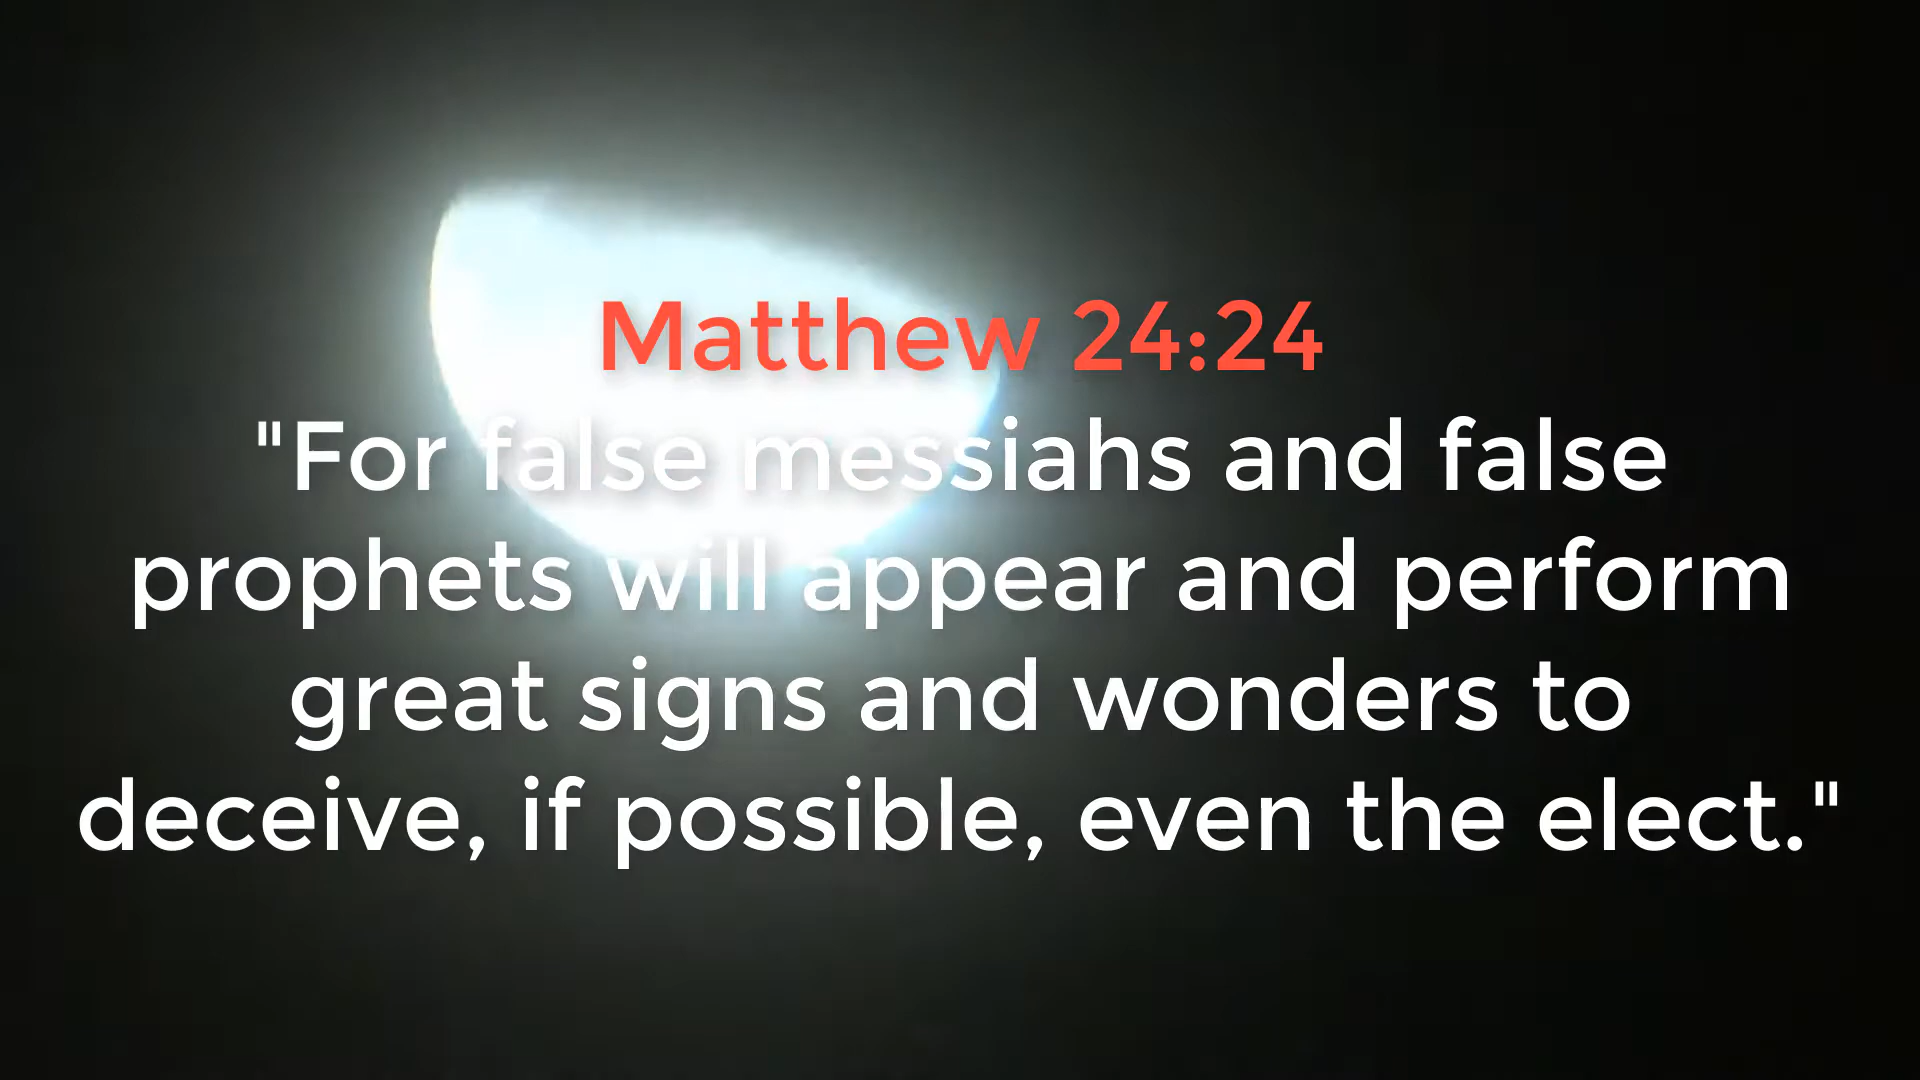 Matthew 24:24
"For false messiahs and false
prophets will appear and perform
great signs and wonders to
deceive, if possible, even the elect."